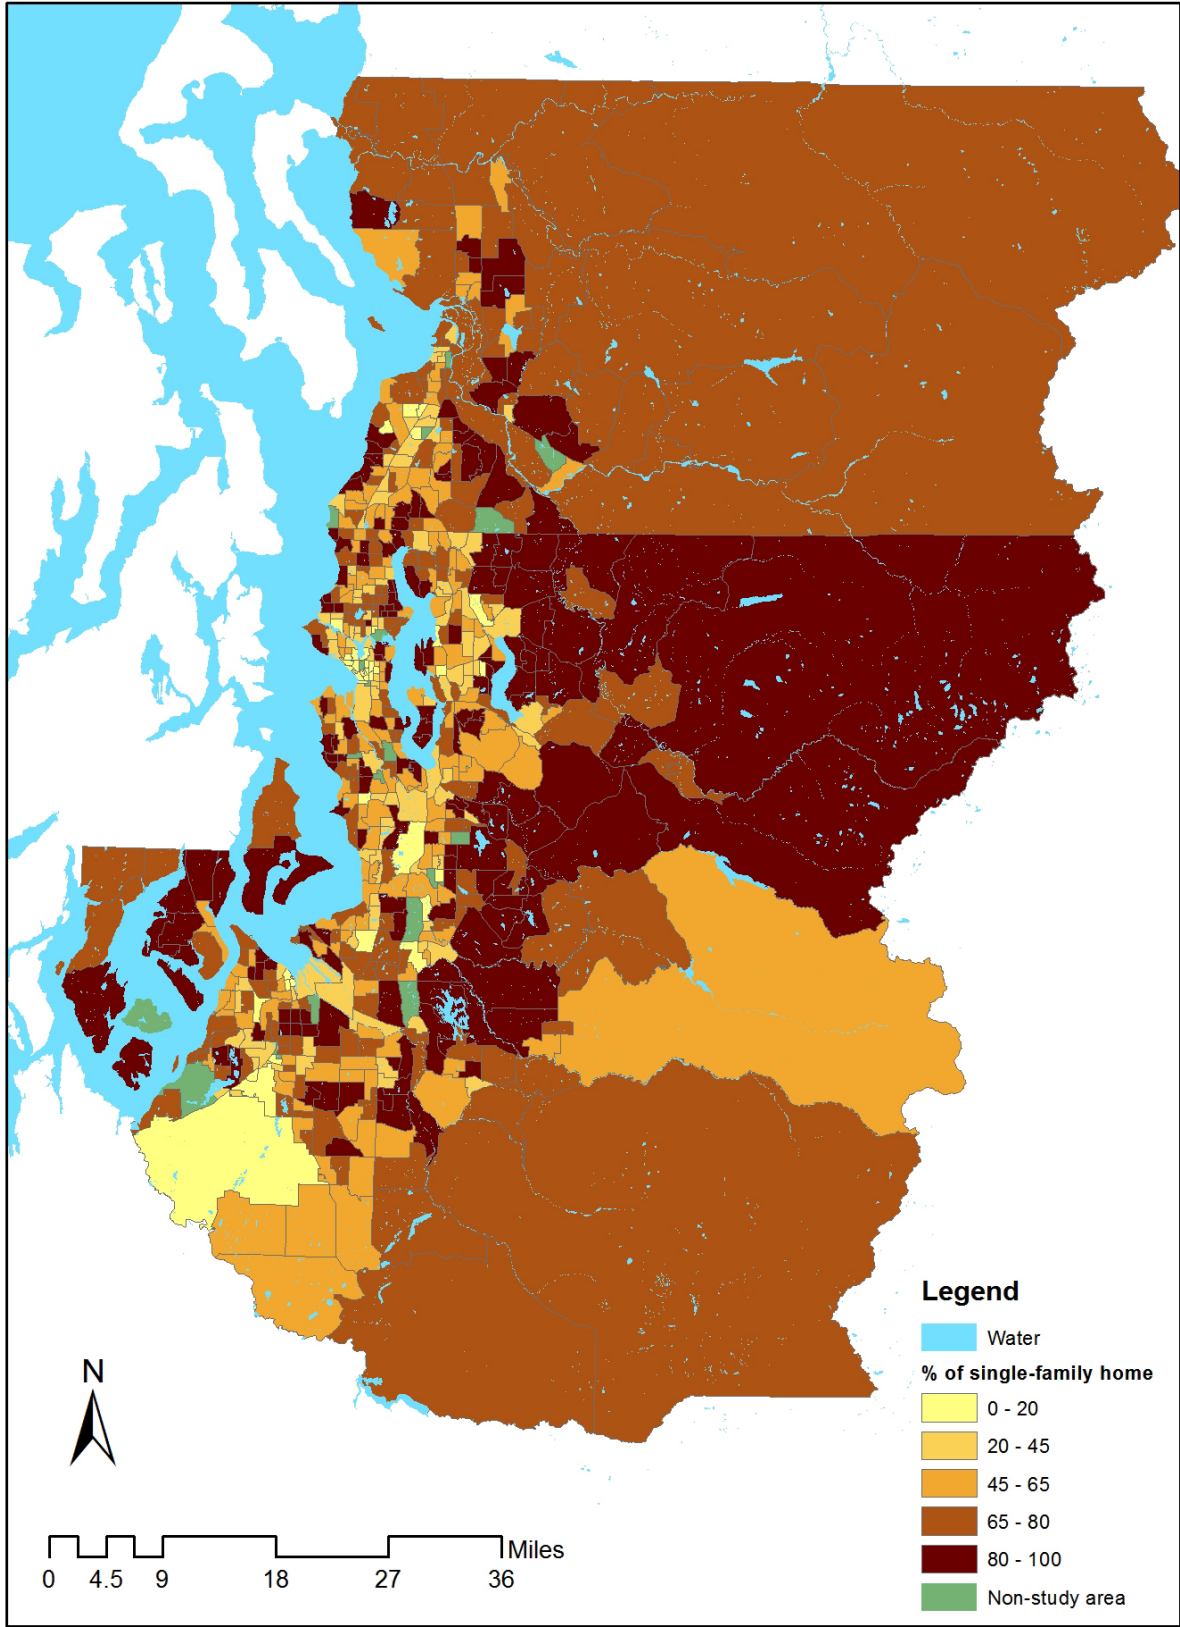 Legend
Water
% of single-family home
0 - 20
20 - 45
45 - 65
65 - 80
80 - 100
Non-study area
N
Miles
0 4.5 9 18 27 36